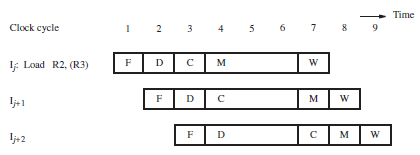 Time
Clock cycle 1 2 3 4 5 6 7 8 9
Ij: Load R2, (R3) F D C M W
Ij+1 F D C M W
Ij+2 F D C M W